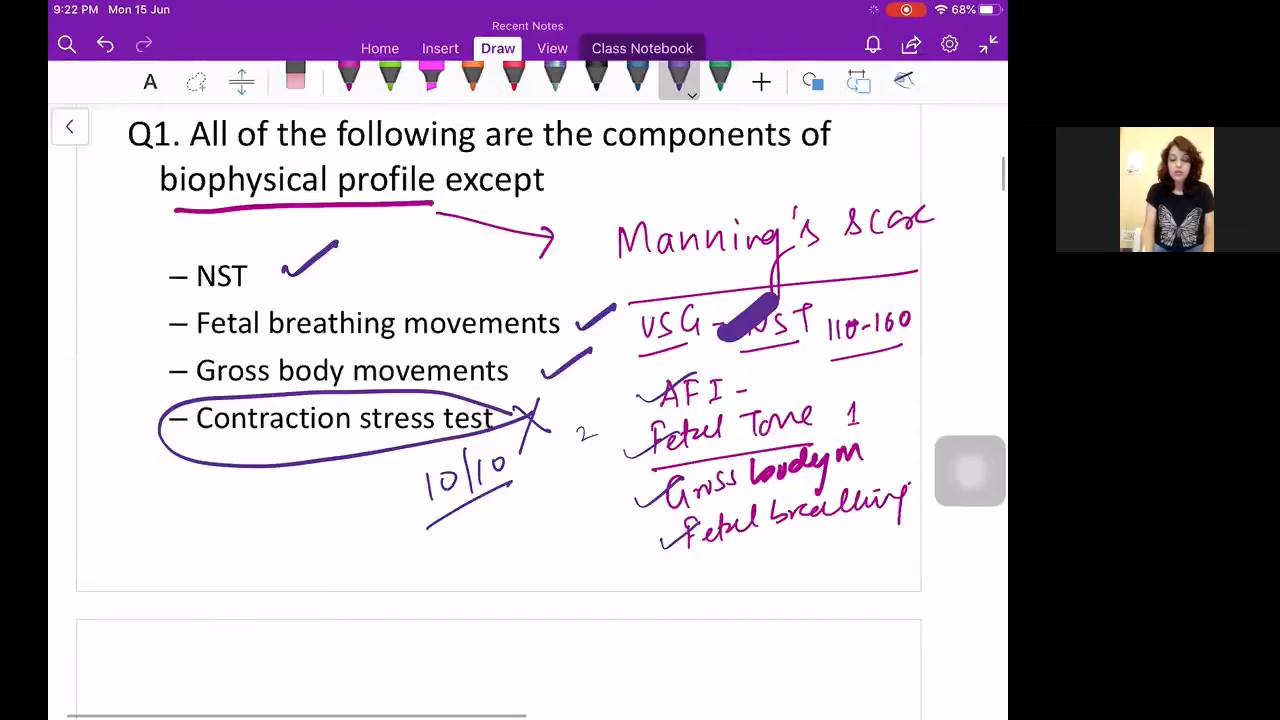 9:22 PM Mon 15 Jun
68%
Recent Notes
Home Insert Draw View Class Notebook
A
Q1. All of the following are the components of
biophysical profile except
Manning's score
– NST
USG - NST 110-160
– Fetal breathing movements
AFI -
– Gross body movements
Fetal Tone 1
– Contraction stress test
2
Gross body m
10/10
Fetal breathing